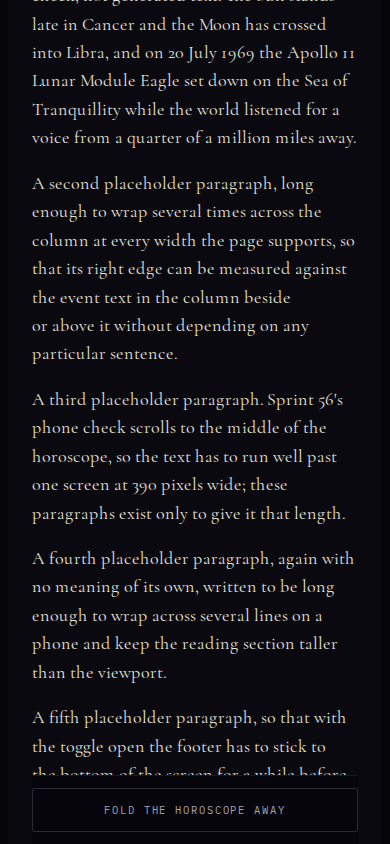 late in Cancer and the Moon has crossed
into Libra, and on 20 July 1969 the Apollo 11
Lunar Module Eagle set down on the Sea of
Tranquillity while the world listened for a
voice from a quarter of a million miles away.
A second placeholder paragraph, long
enough to wrap several times across the
column at every width the page supports, so
that its right edge can be measured against
the event text in the column beside
or above it without depending on any
particular sentence.
A third placeholder paragraph. Sprint 56's
phone check scrolls to the middle of the
horoscope, so the text has to run well past
one screen at 390 pixels wide; these
paragraphs exist only to give it that length.
A fourth placeholder paragraph, again with
no meaning of its own, written to be long
enough to wrap across several lines on a
phone and keep the reading section taller
than the viewport.
A fifth placeholder paragraph, so that with
the toggle open the footer has to stick to
the bottom of the screen for a while before
FOLD THE HOROSCOPE AWAY